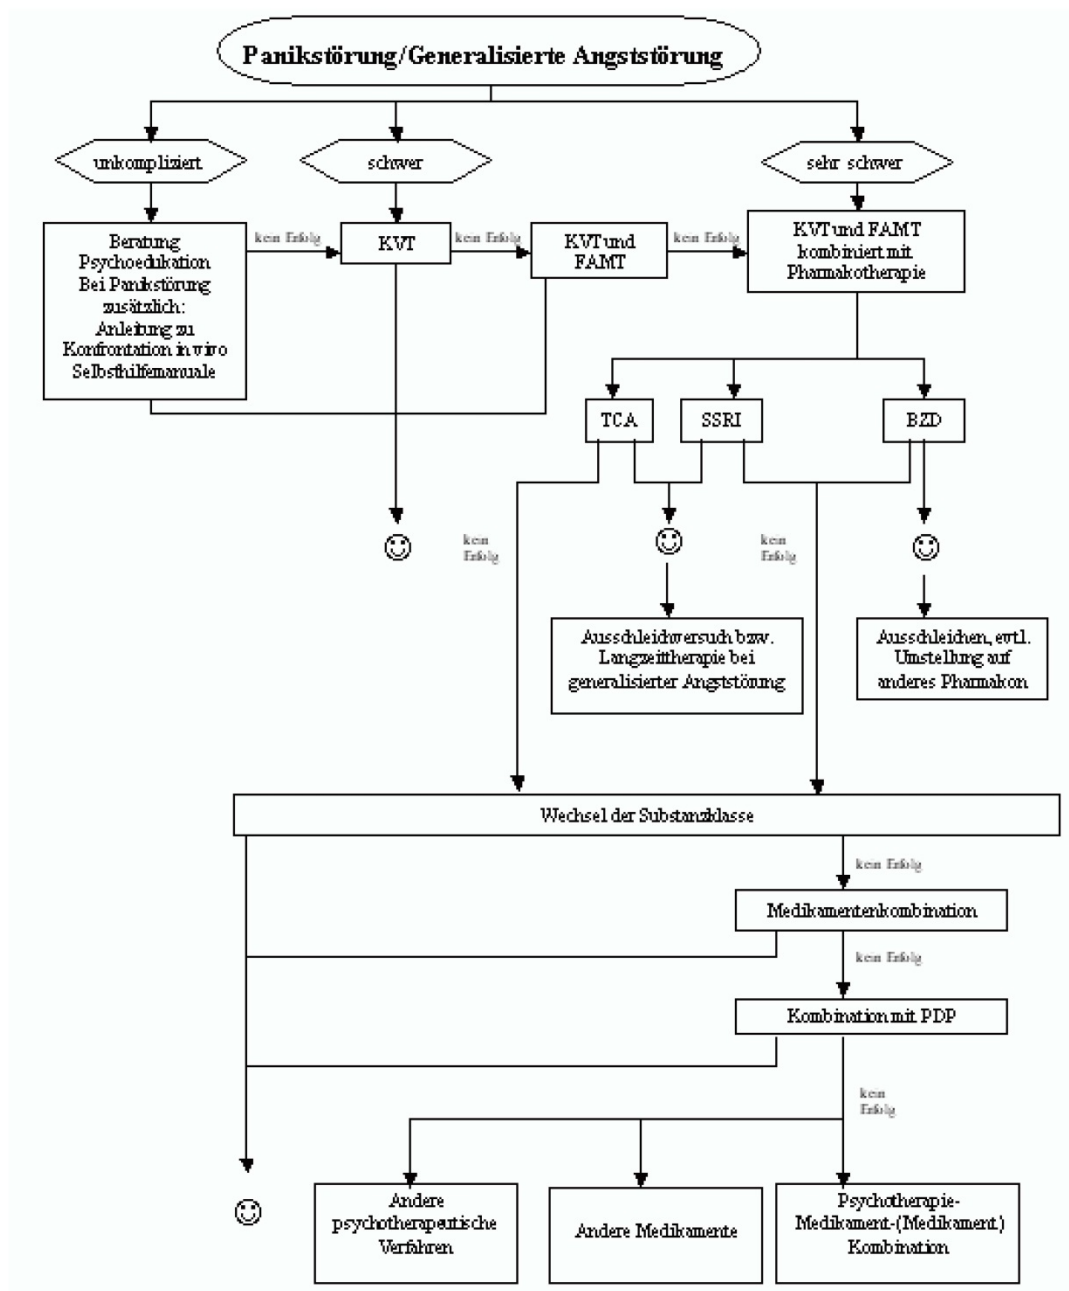 Panikstörung/Generalisierte Angststörung
unkompliziert
schwer
sehr schwer
Beratung
Psychoedukation
Bei Panikstörung
zusätzlich:
Anleitung zu
Konfrontation in vivo
Selbsthilfemanuale
kein Erfolg
KVT
kein Erfolg
KVT und
FAMT
kein Erfolg
KVT und FAMT
kombiniert mit
Pharmakotherapie
TCA
SSRI
BZD
kein
Erfolg
kein
Erfolg
Ausschleichversuch bzw.
Langzeittherapie bei
generalisierter Angststörung
Ausschleichen, evtl.
Umstellung auf
anderes Pharmakon
Wechsel der Substanzklasse
kein Erfolg
Medikamentenkombination
kein Erfolg
Kombination mit PDP
kein
Erfolg
Andere
psychotherapeutische
Verfahren
Andere Medikamente
Psychotherapie-
Medikament-(Medikament)
Kombination